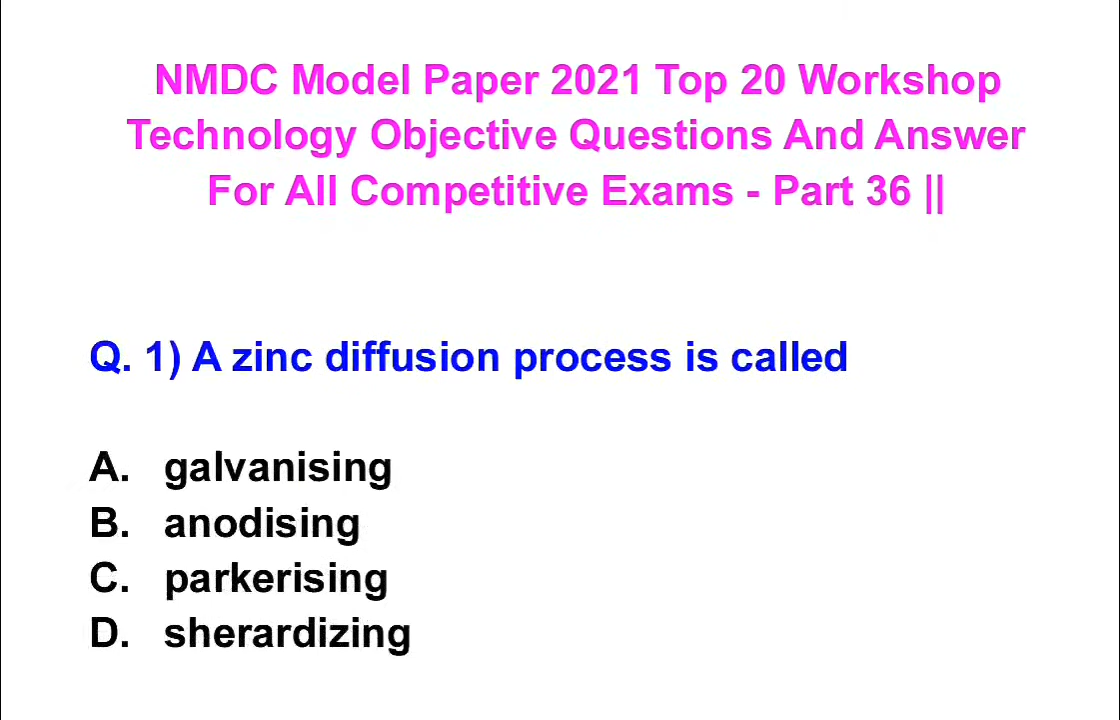 NMDC Model Paper 2021 Top 20 Workshop
Technology Objective Questions And Answer
For All Competitive Exams - Part 36 ||
Q. 1) A zinc diffusion process is called
A. galvanising
B. anodising
C. parkerising
D. sherardizing